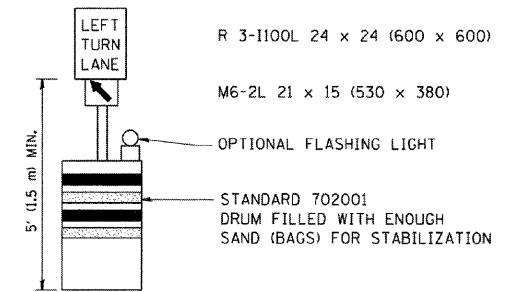 LEFT
TURN
LANE
R 3-I100L 24 x 24 (600 x 600)
M6-2L 21 x 15 (530 x 380)
OPTIONAL FLASHING LIGHT
5' (1.5 m) MIN.
STANDARD 702001
DRUM FILLED WITH ENOUGH
SAND (BAGS) FOR STABILIZATION